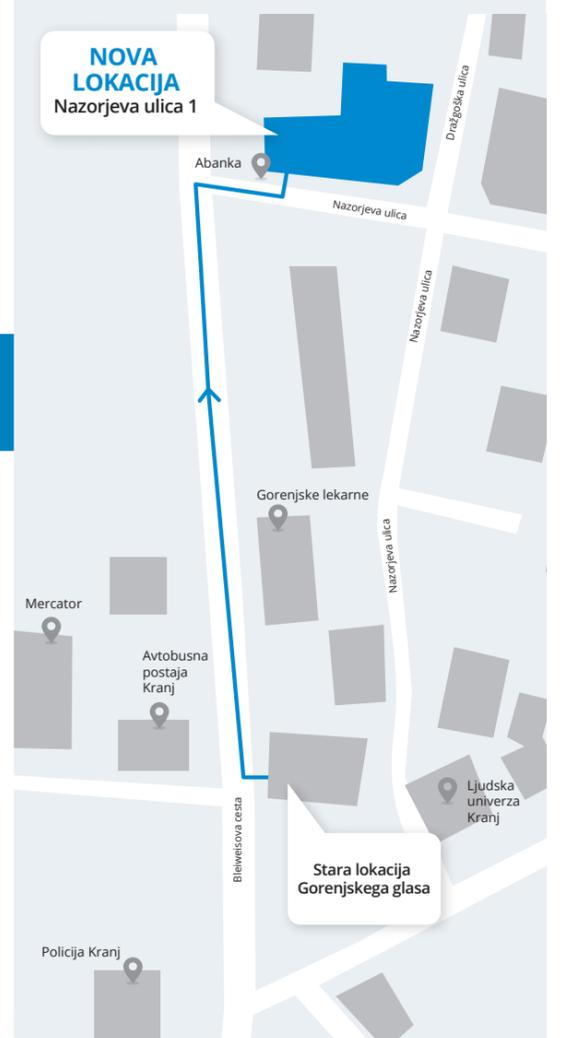 NOVA
LOKACIJA
Nazorjeva ulica 1
Dražgoška ulica
Abanka
Nazorjeva ulica
Nazorjeva ulica
Gorenjske lekarne
Nazorjeva ulica
Mercator
Avtobusna
postaja
Kranj
Ljudska
univerza
Kranj
Bleiweisova cesta
Stara lokacija
Gorenjskega glasa
Policija Kranj